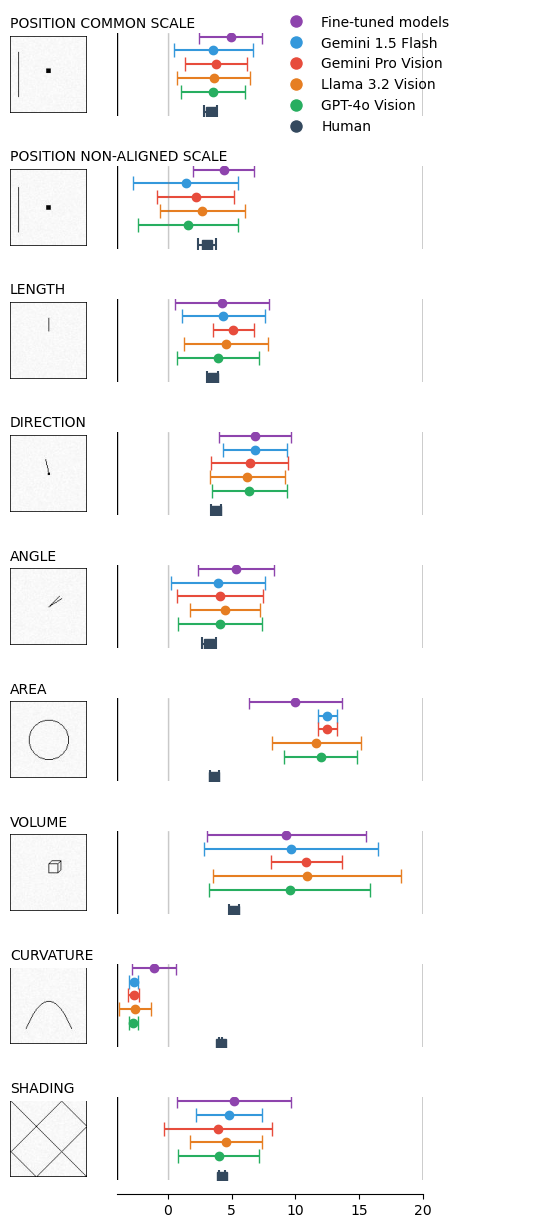 POSITION COMMON SCALE
Fine-tuned models
Gemini 1.5 Flash
Gemini Pro Vision
Llama 3.2 Vision
GPT-4o Vision
Human
POSITION NON-ALIGNED SCALE
LENGTH
DIRECTION
ANGLE
AREA
VOLUME
CURVATURE
SHADING
0 5 10 15 20